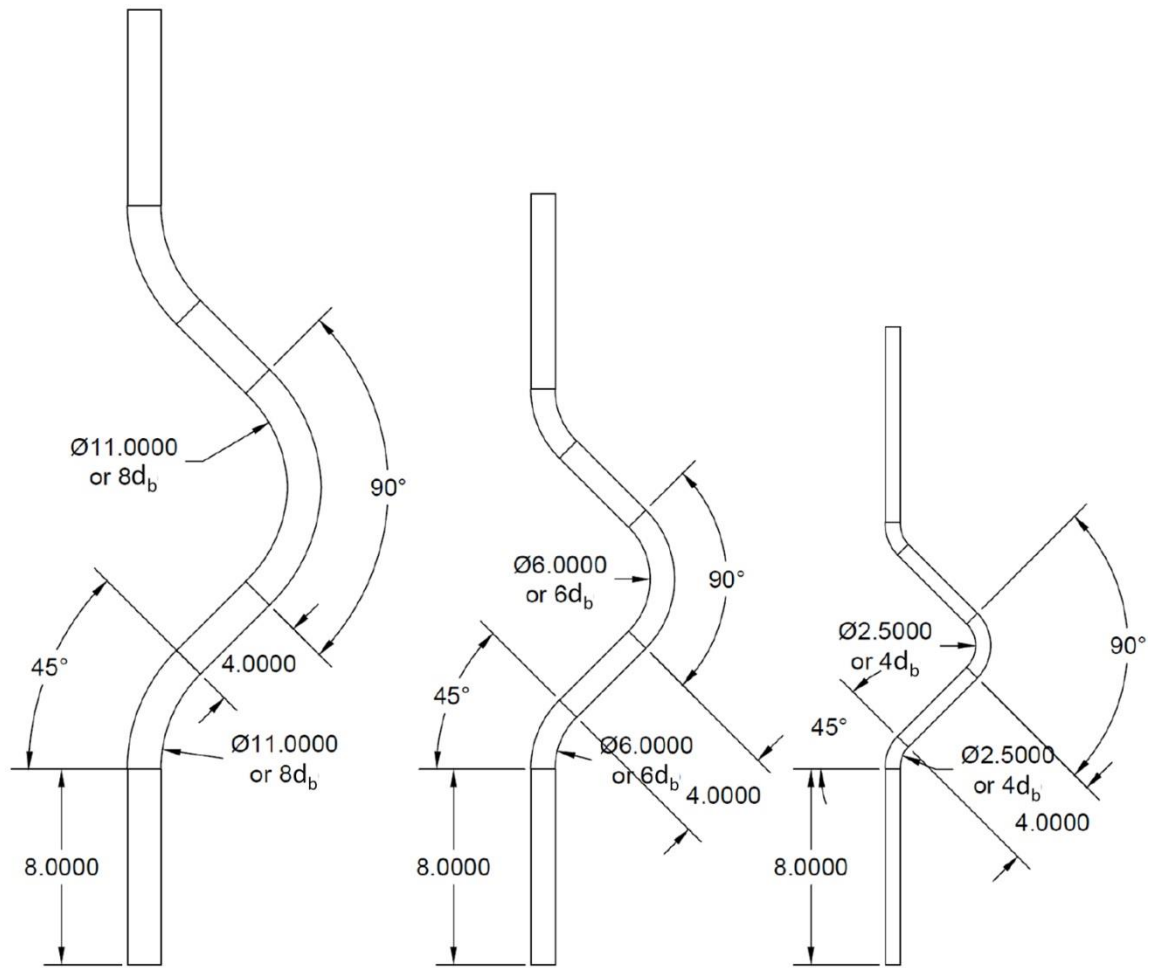 Ø11.0000
or 8d_b
90°
45°
4.0000
Ø11.0000
or 8d_b
8.0000
Ø6.0000
or 6d_b
90°
45°
Ø6.0000
or 6d_b
4.0000
8.0000
Ø2.5000
or 4d_b
90°
45°
Ø2.5000
or 4d_b
4.0000
8.0000